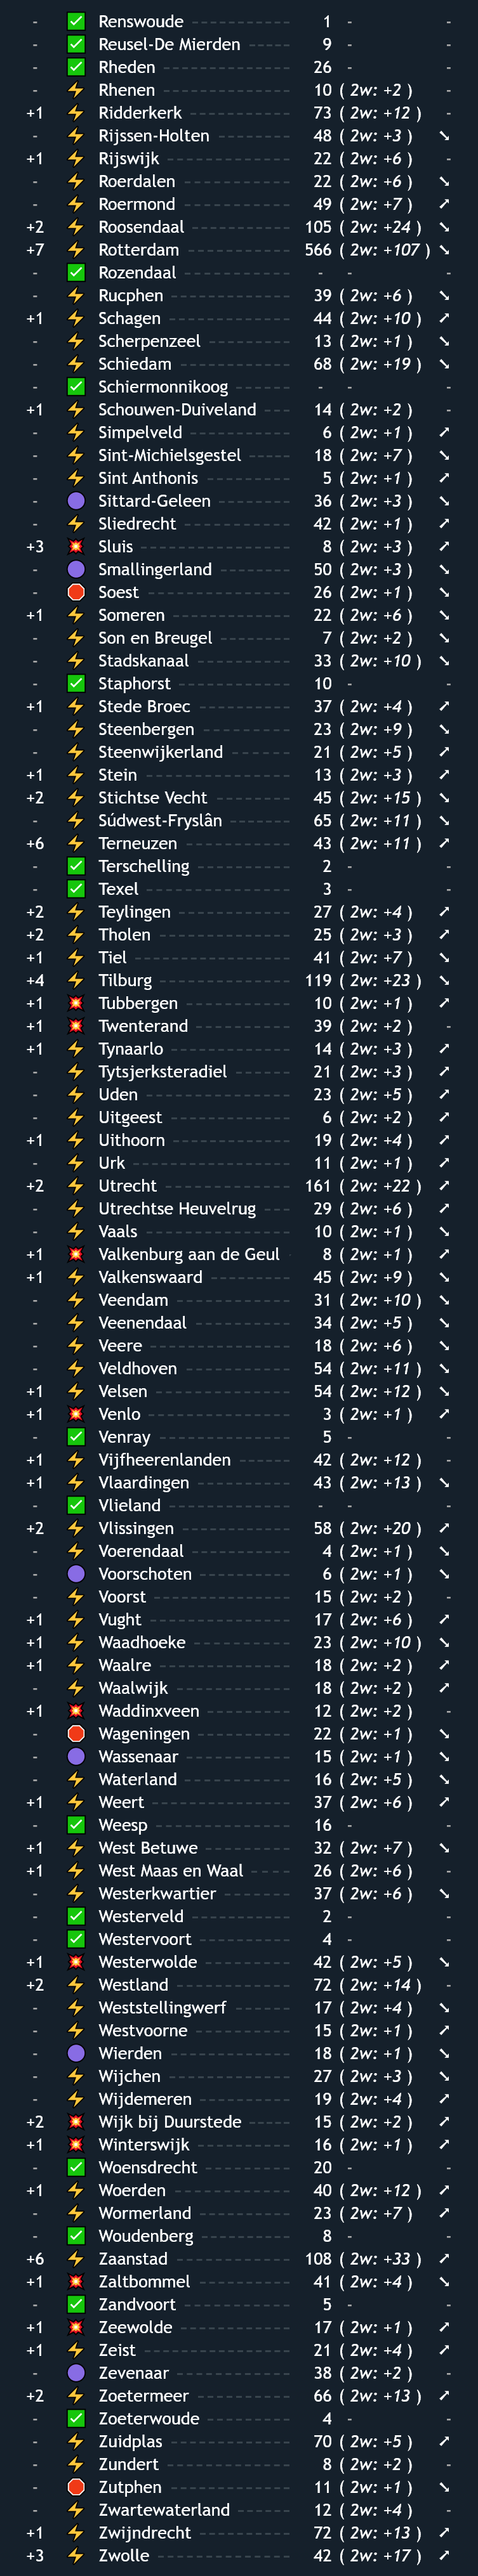 - ✅ Renswoude 1 - -
- ✅ Reusel-De Mierden 9 - -
- ✅ Rheden 26 - -
- ⚡ Rhenen 10 ( 2w: +2 ) -
+1 ⚡ Ridderkerk 73 ( 2w: +12 ) -
- ⚡ Rijssen-Holten 48 ( 2w: +3 ) ➘
+1 ⚡ Rijswijk 22 ( 2w: +6 ) -
- ⚡ Roerdalen 22 ( 2w: +6 ) ➘
- ⚡ Roermond 49 ( 2w: +7 ) ➚
+2 ⚡ Roosendaal 105 ( 2w: +24 ) ➘
+7 ⚡ Rotterdam 566 ( 2w: +107 ) ➘
- ✅ Rozendaal - - -
- ⚡ Rucphen 39 ( 2w: +6 ) ➘
+1 ⚡ Schagen 44 ( 2w: +10 ) ➚
- ⚡ Scherpenzeel 13 ( 2w: +1 ) ➘
- ⚡ Schiedam 68 ( 2w: +19 ) ➘
- ✅ Schiermonnikoog - - -
+1 ⚡ Schouwen-Duiveland 14 ( 2w: +2 ) -
- ⚡ Simpelveld 6 ( 2w: +1 ) ➚
- ⚡ Sint-Michielsgestel 18 ( 2w: +7 ) ➘
- ⚡ Sint Anthonis 5 ( 2w: +1 ) ➚
- 🟣 Sittard-Geleen 36 ( 2w: +3 ) ➘
- ⚡ Sliedrecht 42 ( 2w: +1 ) ➚
+3 💥 Sluis 8 ( 2w: +3 ) ➚
- 🟣 Smallingerland 50 ( 2w: +3 ) ➘
- 🛑 Soest 26 ( 2w: +1 ) ➘
+1 ⚡ Someren 22 ( 2w: +6 ) ➘
- ⚡ Son en Breugel 7 ( 2w: +2 ) ➘
- ⚡ Stadskanaal 33 ( 2w: +10 ) ➘
- ✅ Staphorst 10 - -
+1 ⚡ Stede Broec 37 ( 2w: +4 ) ➚
- ⚡ Steenbergen 23 ( 2w: +9 ) ➘
- ⚡ Steenwijkerland 21 ( 2w: +5 ) ➚
+1 ⚡ Stein 13 ( 2w: +3 ) ➚
+2 ⚡ Stichtse Vecht 45 ( 2w: +15 ) ➘
- ⚡ Súdwest-Fryslân 65 ( 2w: +11 ) ➘
+6 ⚡ Terneuzen 43 ( 2w: +11 ) ➚
- ✅ Terschelling 2 - -
- ✅ Texel 3 - -
+2 ⚡ Teylingen 27 ( 2w: +4 ) ➚
+2 ⚡ Tholen 25 ( 2w: +3 ) ➚
+1 ⚡ Tiel 41 ( 2w: +7 ) ➘
+4 ⚡ Tilburg 119 ( 2w: +23 ) ➘
+1 💥 Tubbergen 10 ( 2w: +1 ) ➚
+1 💥 Twenterand 39 ( 2w: +2 ) -
+1 ⚡ Tynaarlo 14 ( 2w: +3 ) ➚
- ⚡ Tytsjerksteradiel 21 ( 2w: +3 ) ➚
- ⚡ Uden 23 ( 2w: +5 ) ➚
- ⚡ Uitgeest 6 ( 2w: +2 ) ➚
+1 ⚡ Uithoorn 19 ( 2w: +4 ) ➚
- ⚡ Urk 11 ( 2w: +1 ) ➚
+2 ⚡ Utrecht 161 ( 2w: +22 ) ➚
- ⚡ Utrechtse Heuvelrug 29 ( 2w: +6 ) ➚
- ⚡ Vaals 10 ( 2w: +1 ) ➘
+1 💥 Valkenburg aan de Geul 8 ( 2w: +1 ) ➚
+1 ⚡ Valkenswaard 45 ( 2w: +9 ) ➘
- ⚡ Veendam 31 ( 2w: +10 ) ➘
- ⚡ Veenendaal 34 ( 2w: +5 ) ➘
- ⚡ Veere 18 ( 2w: +6 ) ➘
- ⚡ Veldhoven 54 ( 2w: +11 ) ➘
+1 ⚡ Velsen 54 ( 2w: +12 ) ➘
+1 💥 Venlo 3 ( 2w: +1 ) ➚
- ✅ Venray 5 - -
+1 ⚡ Vijfheerenlanden 42 ( 2w: +12 ) -
+1 ⚡ Vlaardingen 43 ( 2w: +13 ) ➘
- ✅ Vlieland - - -
+2 ⚡ Vlissingen 58 ( 2w: +20 ) ➚
- ⚡ Voerendaal 4 ( 2w: +1 ) ➘
- 🟣 Voorschoten 6 ( 2w: +1 ) ➘
- ⚡ Voorst 15 ( 2w: +2 ) -
+1 ⚡ Vught 17 ( 2w: +6 ) ➚
+1 ⚡ Waadhoeke 23 ( 2w: +10 ) ➘
+1 ⚡ Waalre 18 ( 2w: +2 ) ➚
- ⚡ Waalwijk 18 ( 2w: +2 ) ➚
+1 💥 Waddinxveen 12 ( 2w: +2 ) -
- 🛑 Wageningen 22 ( 2w: +1 ) ➘
- 🟣 Wassenaar 15 ( 2w: +1 ) ➘
- ⚡ Waterland 16 ( 2w: +5 ) ➘
+1 ⚡ Weert 37 ( 2w: +6 ) ➚
- ✅ Weesp 16 - -
+1 ⚡ West Betuwe 32 ( 2w: +7 ) ➘
+1 ⚡ West Maas en Waal 26 ( 2w: +6 ) -
- ⚡ Westerkwartier 37 ( 2w: +6 ) ➘
- ✅ Westerveld 2 - -
- ✅ Westervoort 4 - -
+1 💥 Westerwolde 42 ( 2w: +5 ) ➘
+2 ⚡ Westland 72 ( 2w: +14 ) -
- ⚡ Weststellingwerf 17 ( 2w: +4 ) ➘
- ⚡ Westvoorne 15 ( 2w: +1 ) ➚
- 🟣 Wierden 18 ( 2w: +1 ) ➘
- ⚡ Wijchen 27 ( 2w: +3 ) ➘
- ⚡ Wijdemeren 19 ( 2w: +4 ) ➚
+2 💥 Wijk bij Duurstede 15 ( 2w: +2 ) ➚
+1 💥 Winterswijk 16 ( 2w: +1 ) ➚
- ✅ Woensdrecht 20 - -
+1 ⚡ Woerden 40 ( 2w: +12 ) ➚
- ⚡ Wormerland 23 ( 2w: +7 ) ➚
- ✅ Woudenberg 8 - -
+6 ⚡ Zaanstad 108 ( 2w: +33 ) ➚
+1 💥 Zaltbommel 41 ( 2w: +4 ) ➘
- ✅ Zandvoort 5 - -
+1 💥 Zeewolde 17 ( 2w: +1 ) ➚
+1 ⚡ Zeist 21 ( 2w: +4 ) ➚
- 🟣 Zevenaar 38 ( 2w: +2 ) -
+2 ⚡ Zoetermeer 66 ( 2w: +13 ) ➚
- ✅ Zoeterwoude 4 - -
- ⚡ Zuidplas 70 ( 2w: +5 ) ➚
- ⚡ Zundert 8 ( 2w: +2 ) -
- 🛑 Zutphen 11 ( 2w: +1 ) ➘
- ⚡ Zwartewaterland 12 ( 2w: +4 ) -
+1 ⚡ Zwijndrecht 72 ( 2w: +13 ) ➚
+3 ⚡ Zwolle 42 ( 2w: +17 ) ➚